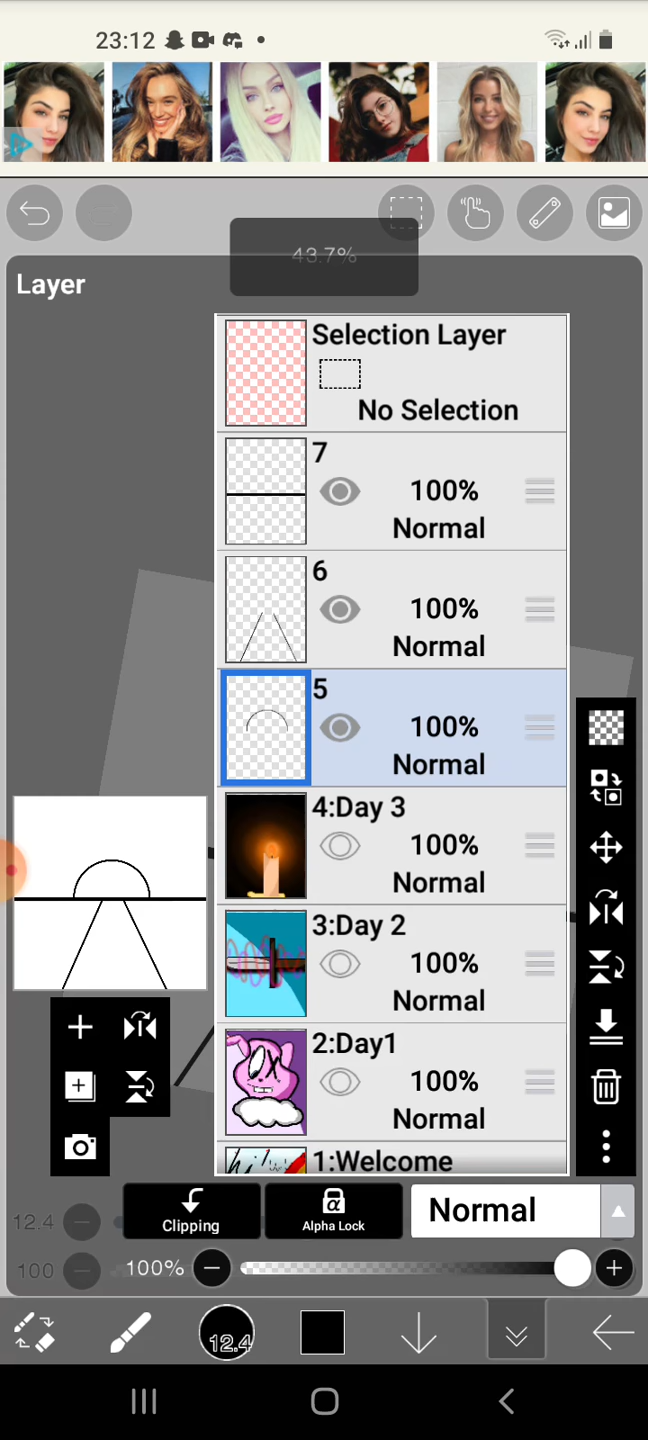 23:12
43.7%
Layer
Selection Layer
No Selection
7
100%
Normal
6
100%
Normal
5
100%
Normal
4:Day 3
100%
Normal
3:Day 2
100%
Normal
2:Day1
100%
Normal
hi!
1:Welcome
12.4
Clipping
α
Alpha Lock
Normal
100
100%
12.4